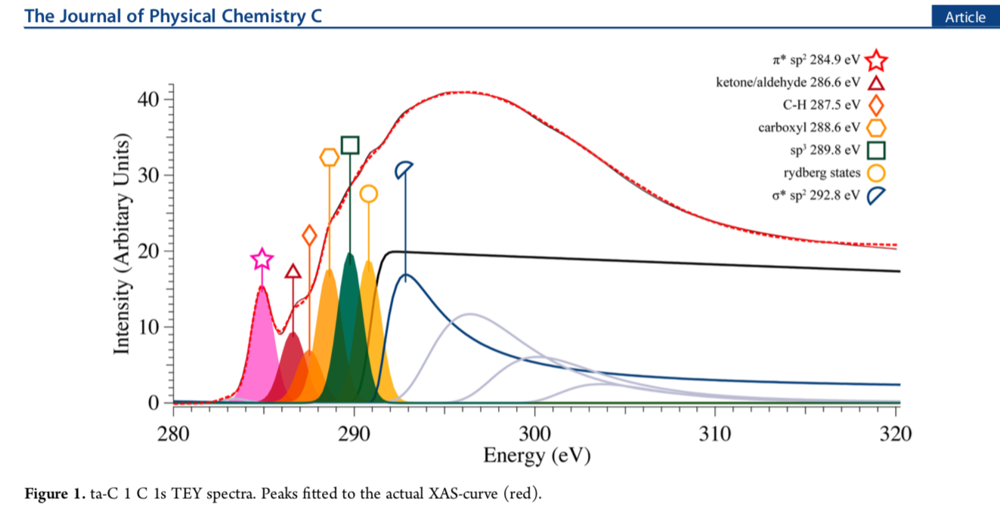 The Journal of Physical Chemistry C
Article
π* sp² 284.9 eV
ketone/aldehyde 286.6 eV
C-H 287.5 eV
carboxyl 288.6 eV
sp³ 289.8 eV
rydberg states
σ* sp² 292.8 eV
Intensity (Arbitary Units)
40
30
20
10
0
280 290 300 310 320
Energy (eV)
Figure 1. ta-C 1 C 1s TEY spectra. Peaks fitted to the actual XAS-curve (red).